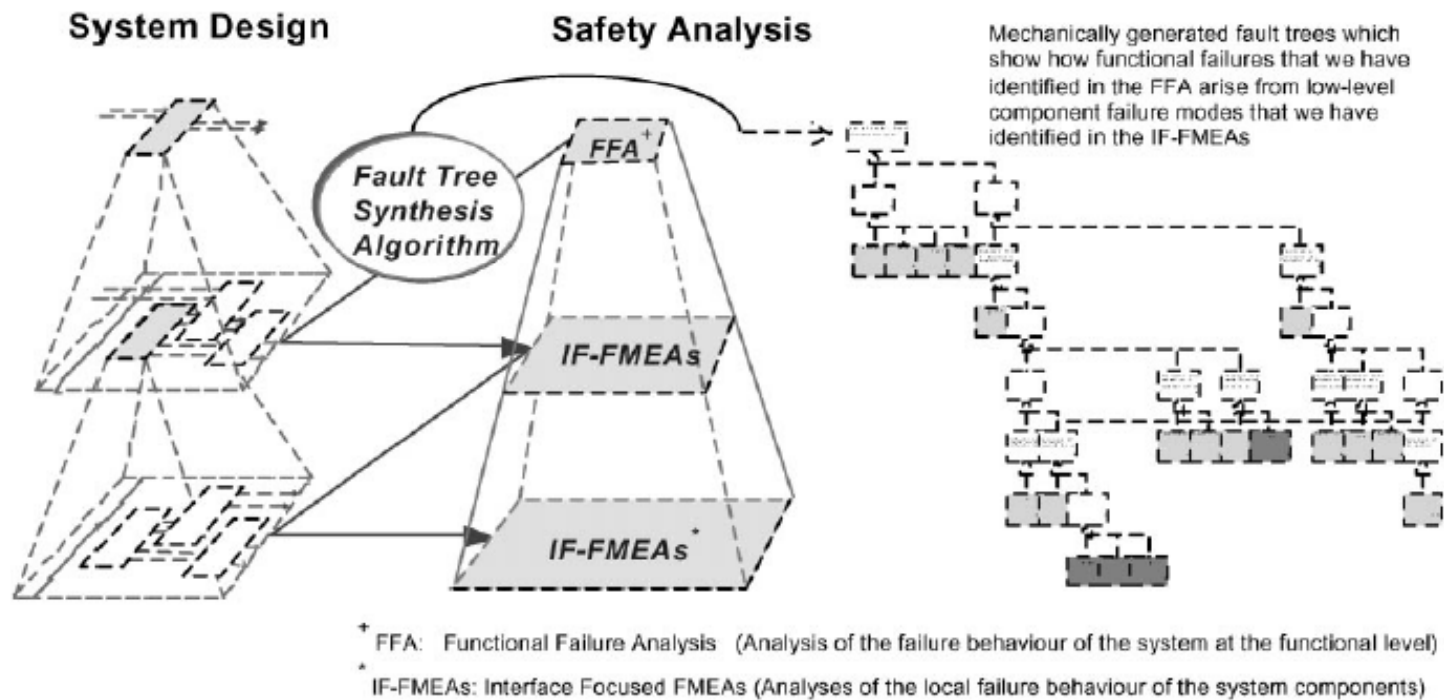 System Design
Safety Analysis
Mechanically generated fault trees which
show how functional failures that we have
identified in the FFA arise from low-level
component failure modes that we have
identified in the IF-FMEAs
FFA+
Fault Tree
Synthesis
Algorithm
IF-FMEAs
IF-FMEAs*
+ FFA: Functional Failure Analysis (Analysis of the failure behaviour of the system at the functional level)
* IF-FMEAs: Interface Focused FMEAs (Analyses of the local failure behaviour of the system components)